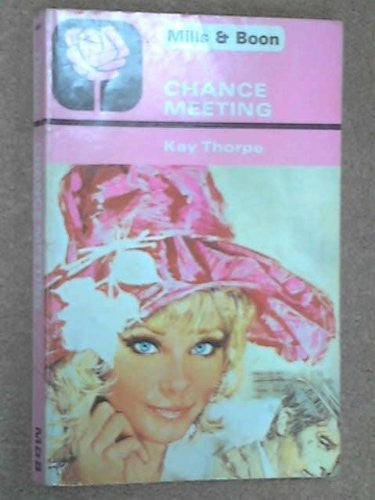 Mills & Boon
CHANCE
MEETING
Kay Thorpe
M&B